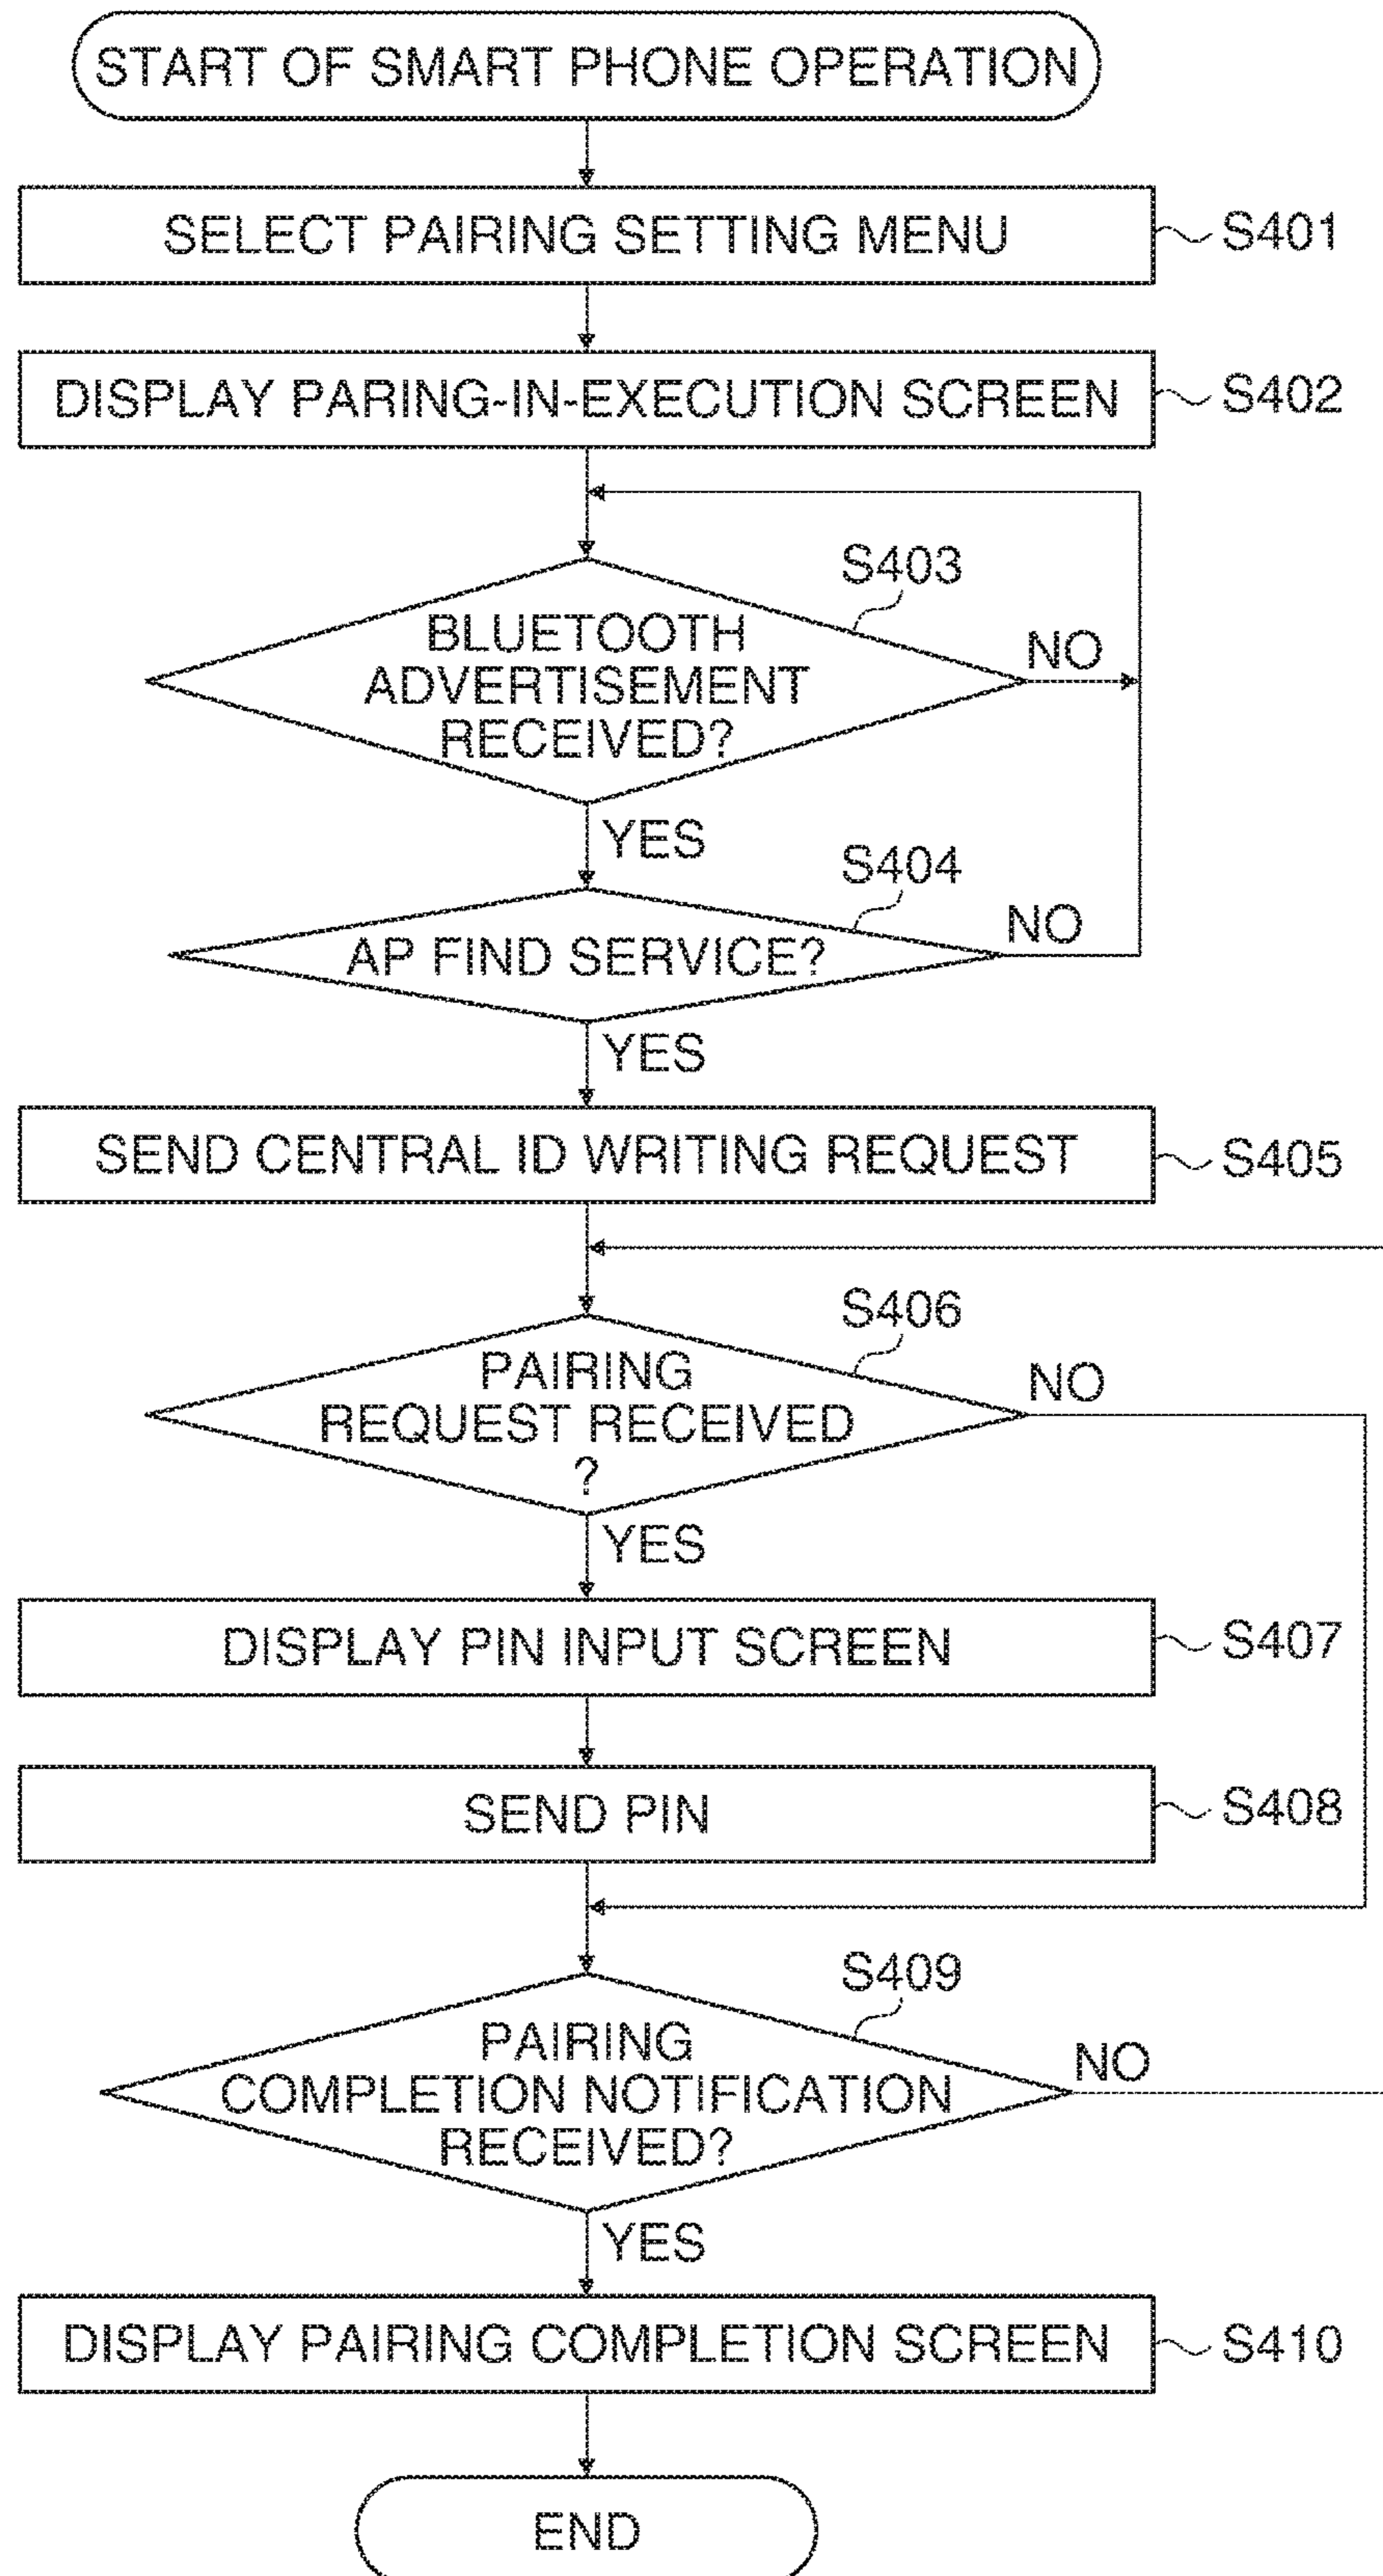 START OF SMART PHONE OPERATION
SELECT PAIRING SETTING MENU
S401
DISPLAY PARING-IN-EXECUTION SCREEN
S402
S403
BLUETOOTH
ADVERTISEMENT
RECEIVED?
NO
YES
S404
AP FIND SERVICE?
NO
YES
SEND CENTRAL ID WRITING REQUEST
S405
S406
PAIRING
REQUEST RECEIVED
?
NO
YES
DISPLAY PIN INPUT SCREEN
S407
SEND PIN
S408
S409
PAIRING
COMPLETION NOTIFICATION
RECEIVED?
NO
YES
DISPLAY PAIRING COMPLETION SCREEN
S410
END